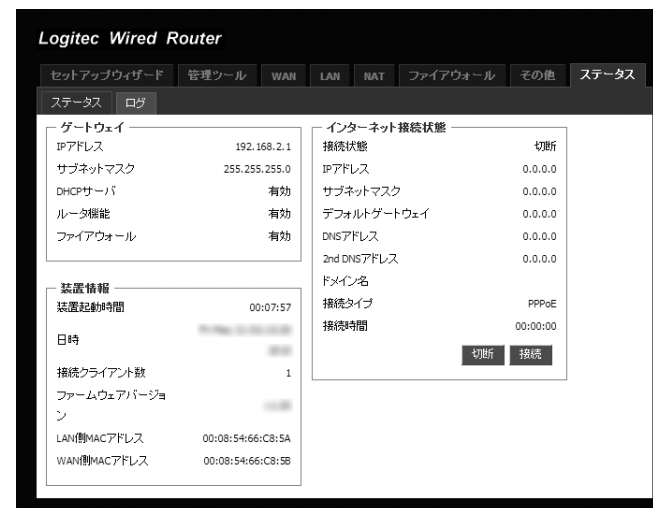 Logitec Wired Router
セットアップウィザード 管理ツール WAN LAN NAT ファイアウォール その他 ステータス
ステータス ログ
ゲートウェイ
IPアドレス 192.168.2.1
サブネットマスク 255.255.255.0
DHCPサーバ 有効
ルータ機能 有効
ファイアウォール 有効
装置情報
装置起動時間 00:07:57
日時
接続クライアント数 1
ファームウェアバージョ
ン
LAN側MACアドレス 00:08:54:66:C8:5A
WAN側MACアドレス 00:08:54:66:C8:5B
インターネット接続状態
接続状態 切断
IPアドレス 0.0.0.0
サブネットマスク 0.0.0.0
デフォルトゲートウェイ 0.0.0.0
DNSアドレス 0.0.0.0
2nd DNSアドレス 0.0.0.0
ドメイン名
接続タイプ PPPoE
接続時間 00:00:00
切断 接続